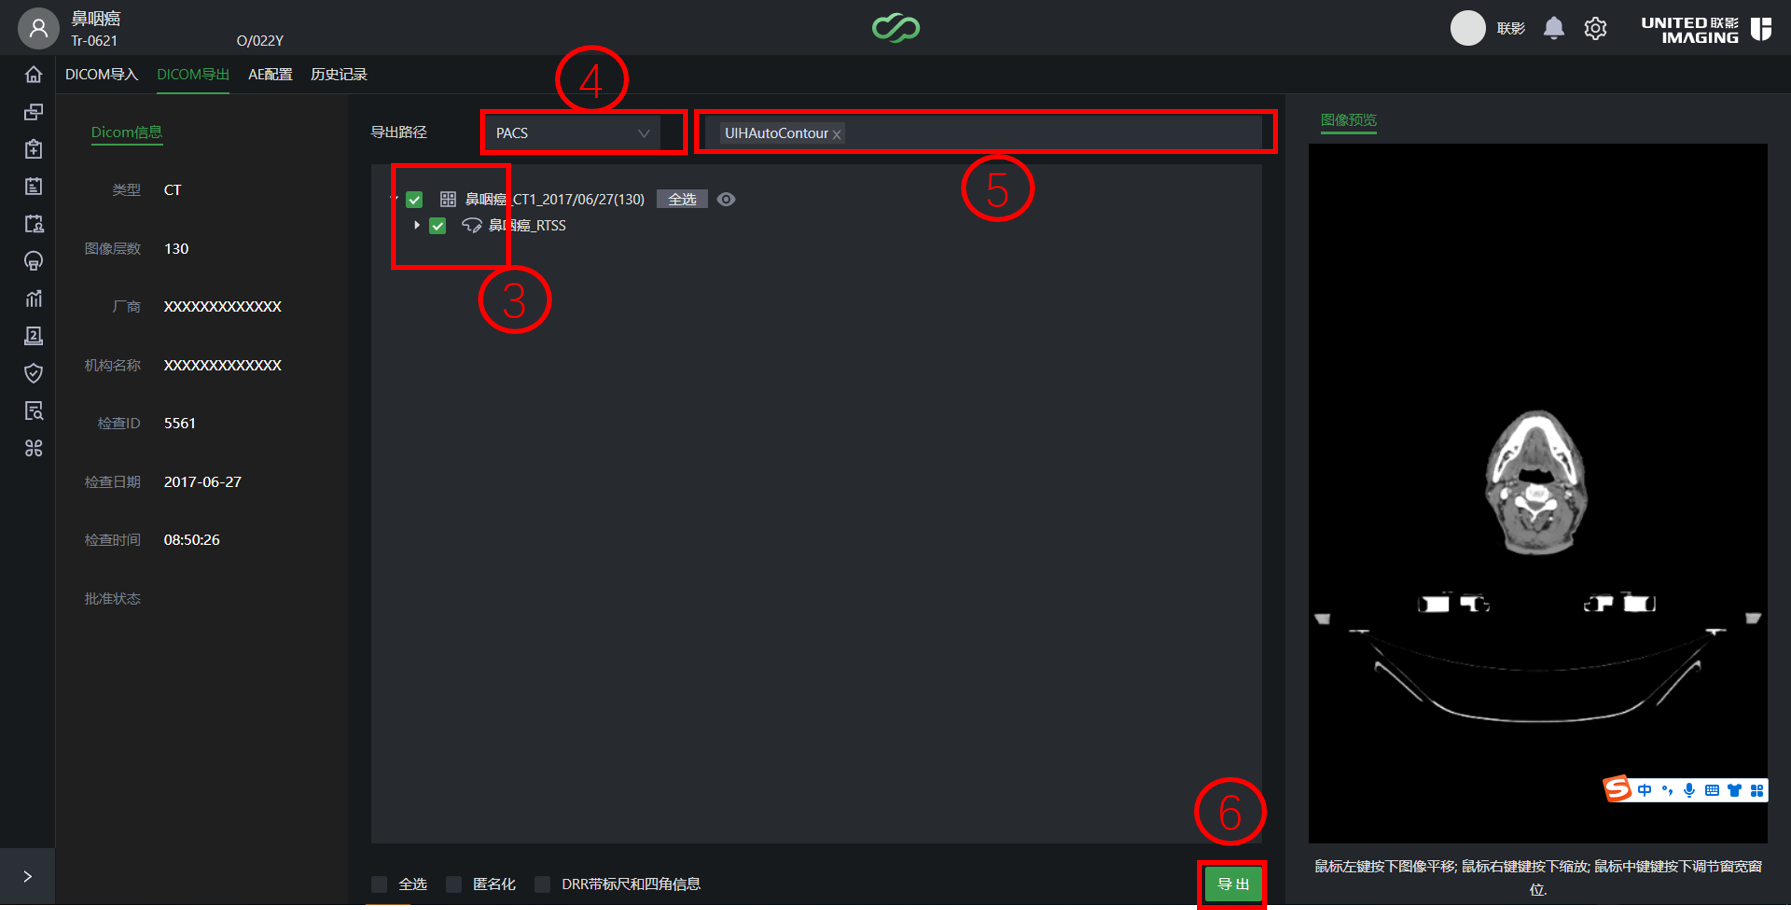 鼻咽癌
Tr-0621 O/022Y
联影
UNITED 联影
IMAGING
DICOM导入 DICOM导出 AE配置 历史记录
④
Dicom信息
类型 CT
图像层数 130
厂商 XXXXXXXXXXXXX
机构名称 XXXXXXXXXXXXX
检查ID 5561
检查日期 2017-06-27
检查时间 08:50:26
批准状态
导出路径 PACS UIHAutoContour ×
⑤
鼻咽癌_CT1_2017/06/27(130) 全选
鼻咽癌_RTSS
③
⑥
全选 匿名化 DRR带标尺和四角信息 导出
图像预览
S 中
鼠标左键按下图像平移; 鼠标右键键按下缩放; 鼠标中键键按下调节窗宽窗
位.
2